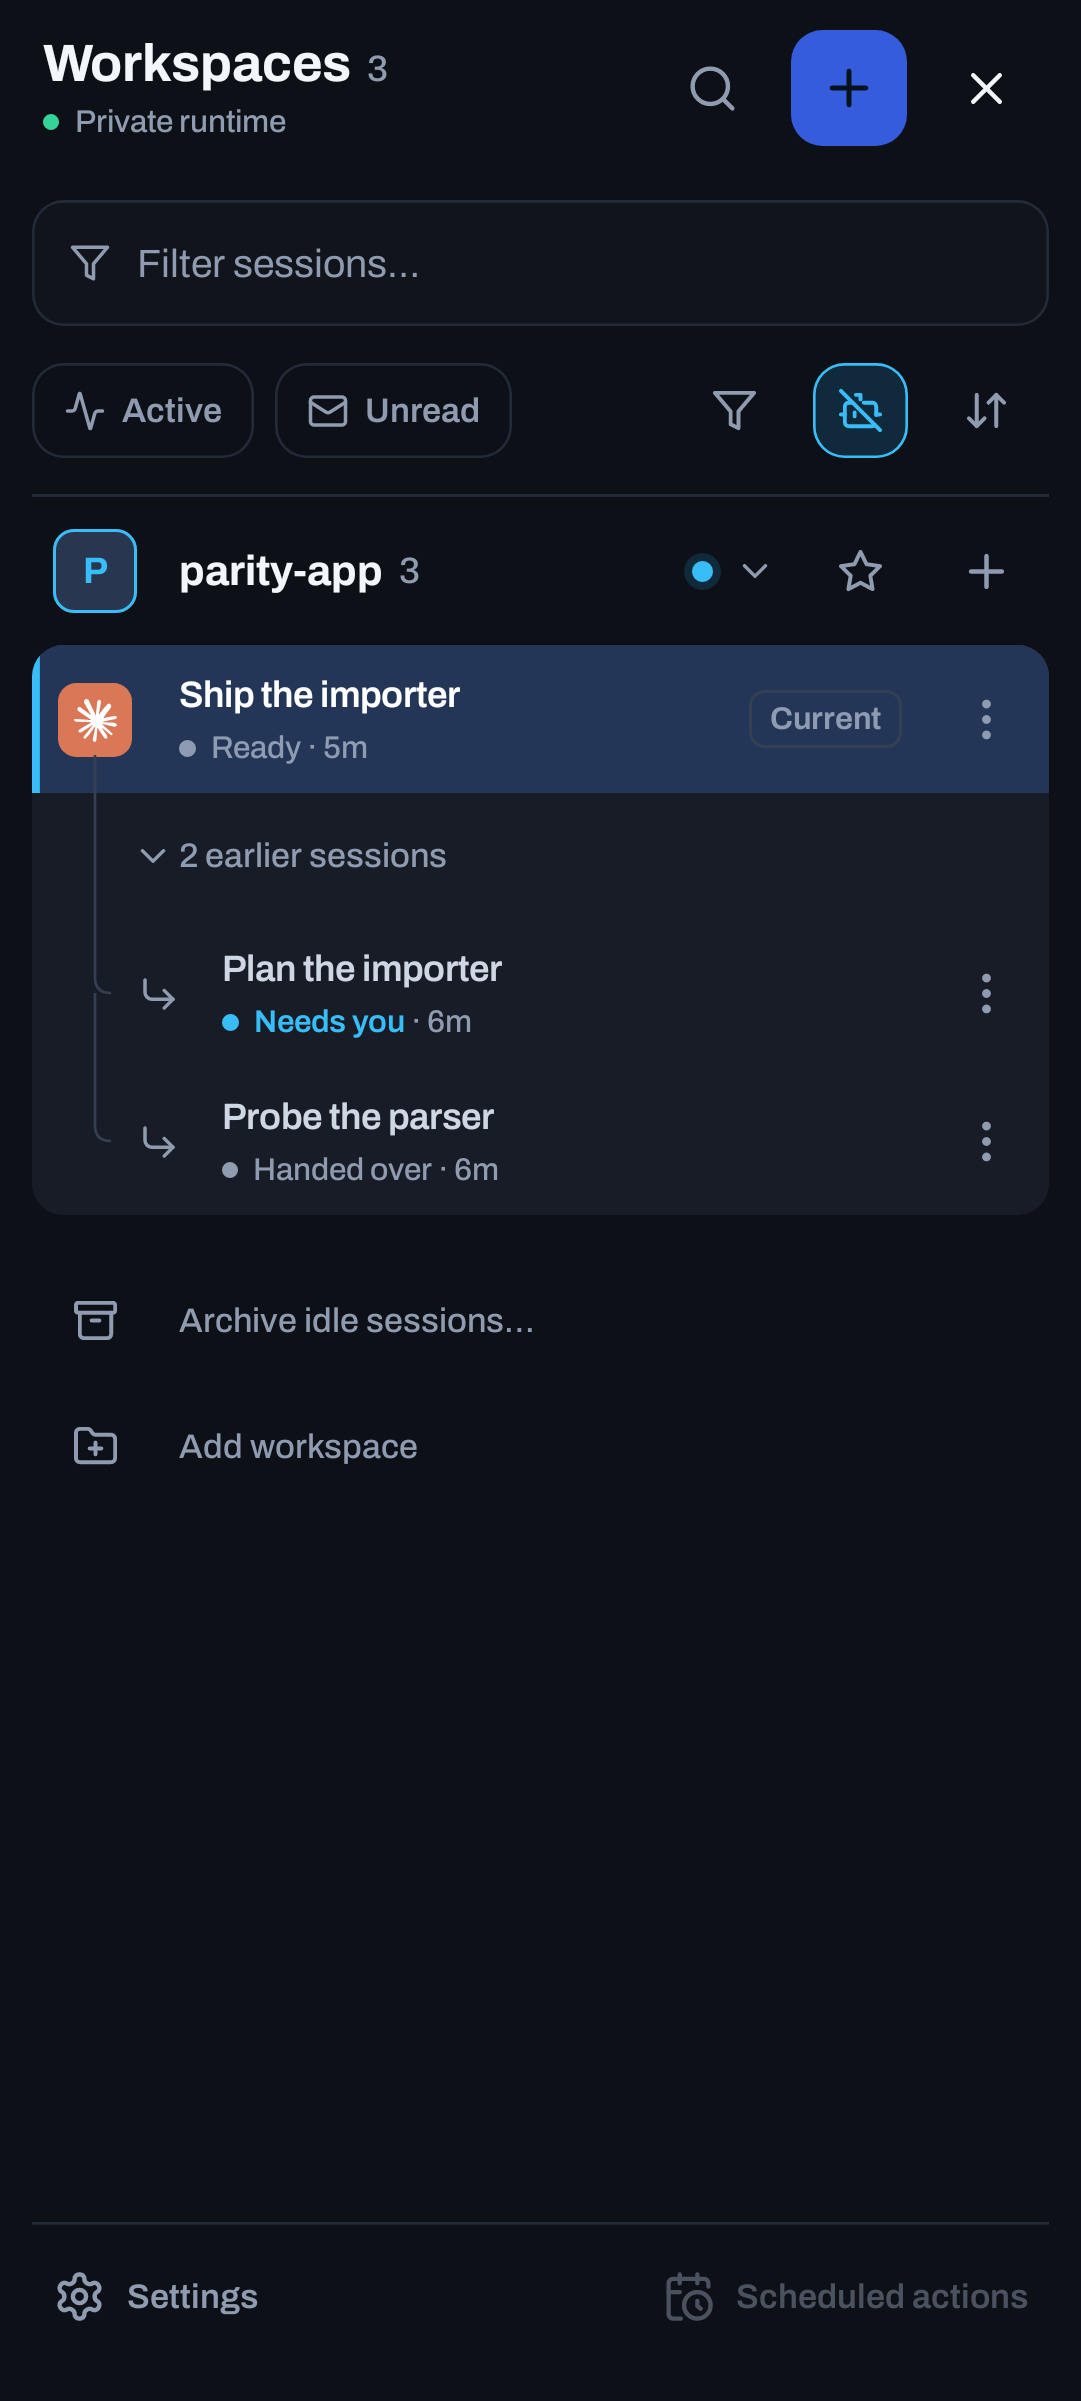 Workspaces 3
Private runtime
Filter sessions...
Active
Unread
P
parity-app 3
Ship the importer
Ready · 5m
Current
2 earlier sessions
Plan the importer
Needs you · 6m
Probe the parser
Handed over · 6m
Archive idle sessions...
Add workspace
Settings
Scheduled actions